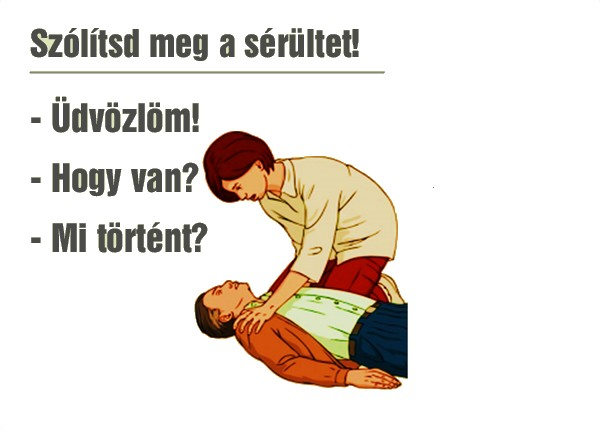 Szólítsd meg a sérültet!
- Üdvözlöm!
- Hogy van?
- Mi történt?